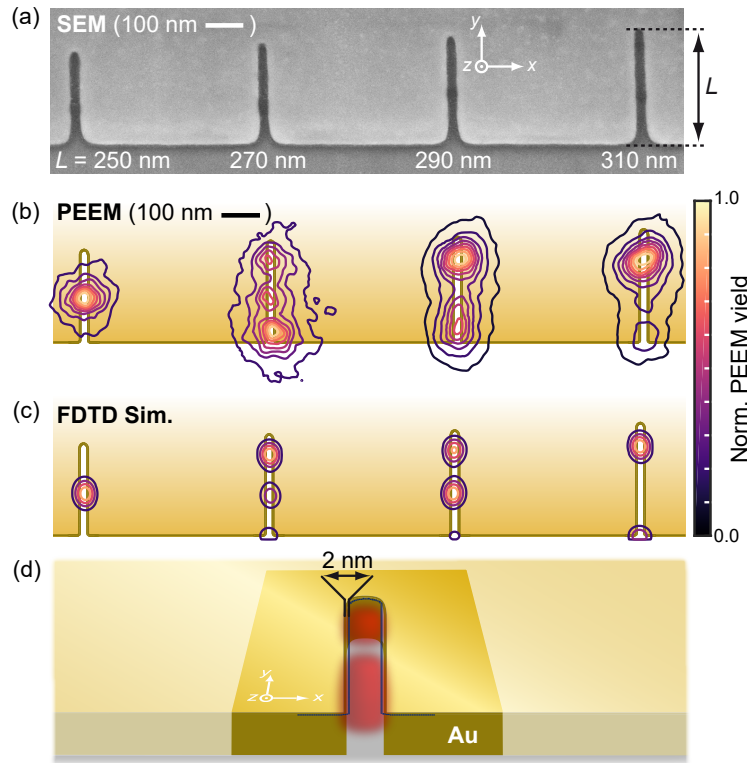 (a)
SEM (100 nm )
y
z x
L
L = 250 nm 270 nm 290 nm 310 nm
(b)
PEEM (100 nm )
1.0
Norm. PEEM yield
0.0
(c)
FDTD Sim.
(d)
2 nm
y
z x
Au